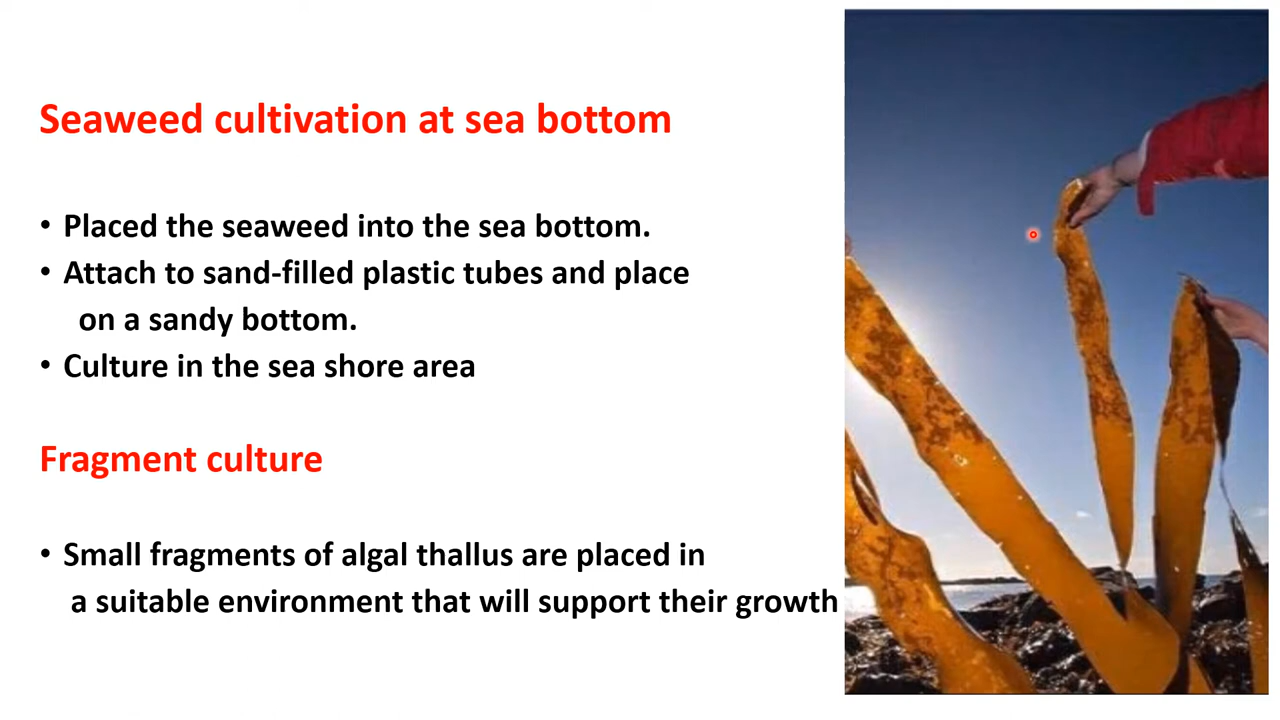 Seaweed cultivation at sea bottom
• Placed the seaweed into the sea bottom.
• Attach to sand-filled plastic tubes and place
on a sandy bottom.
• Culture in the sea shore area
Fragment culture
• Small fragments of algal thallus are placed in
a suitable environment that will support their growth